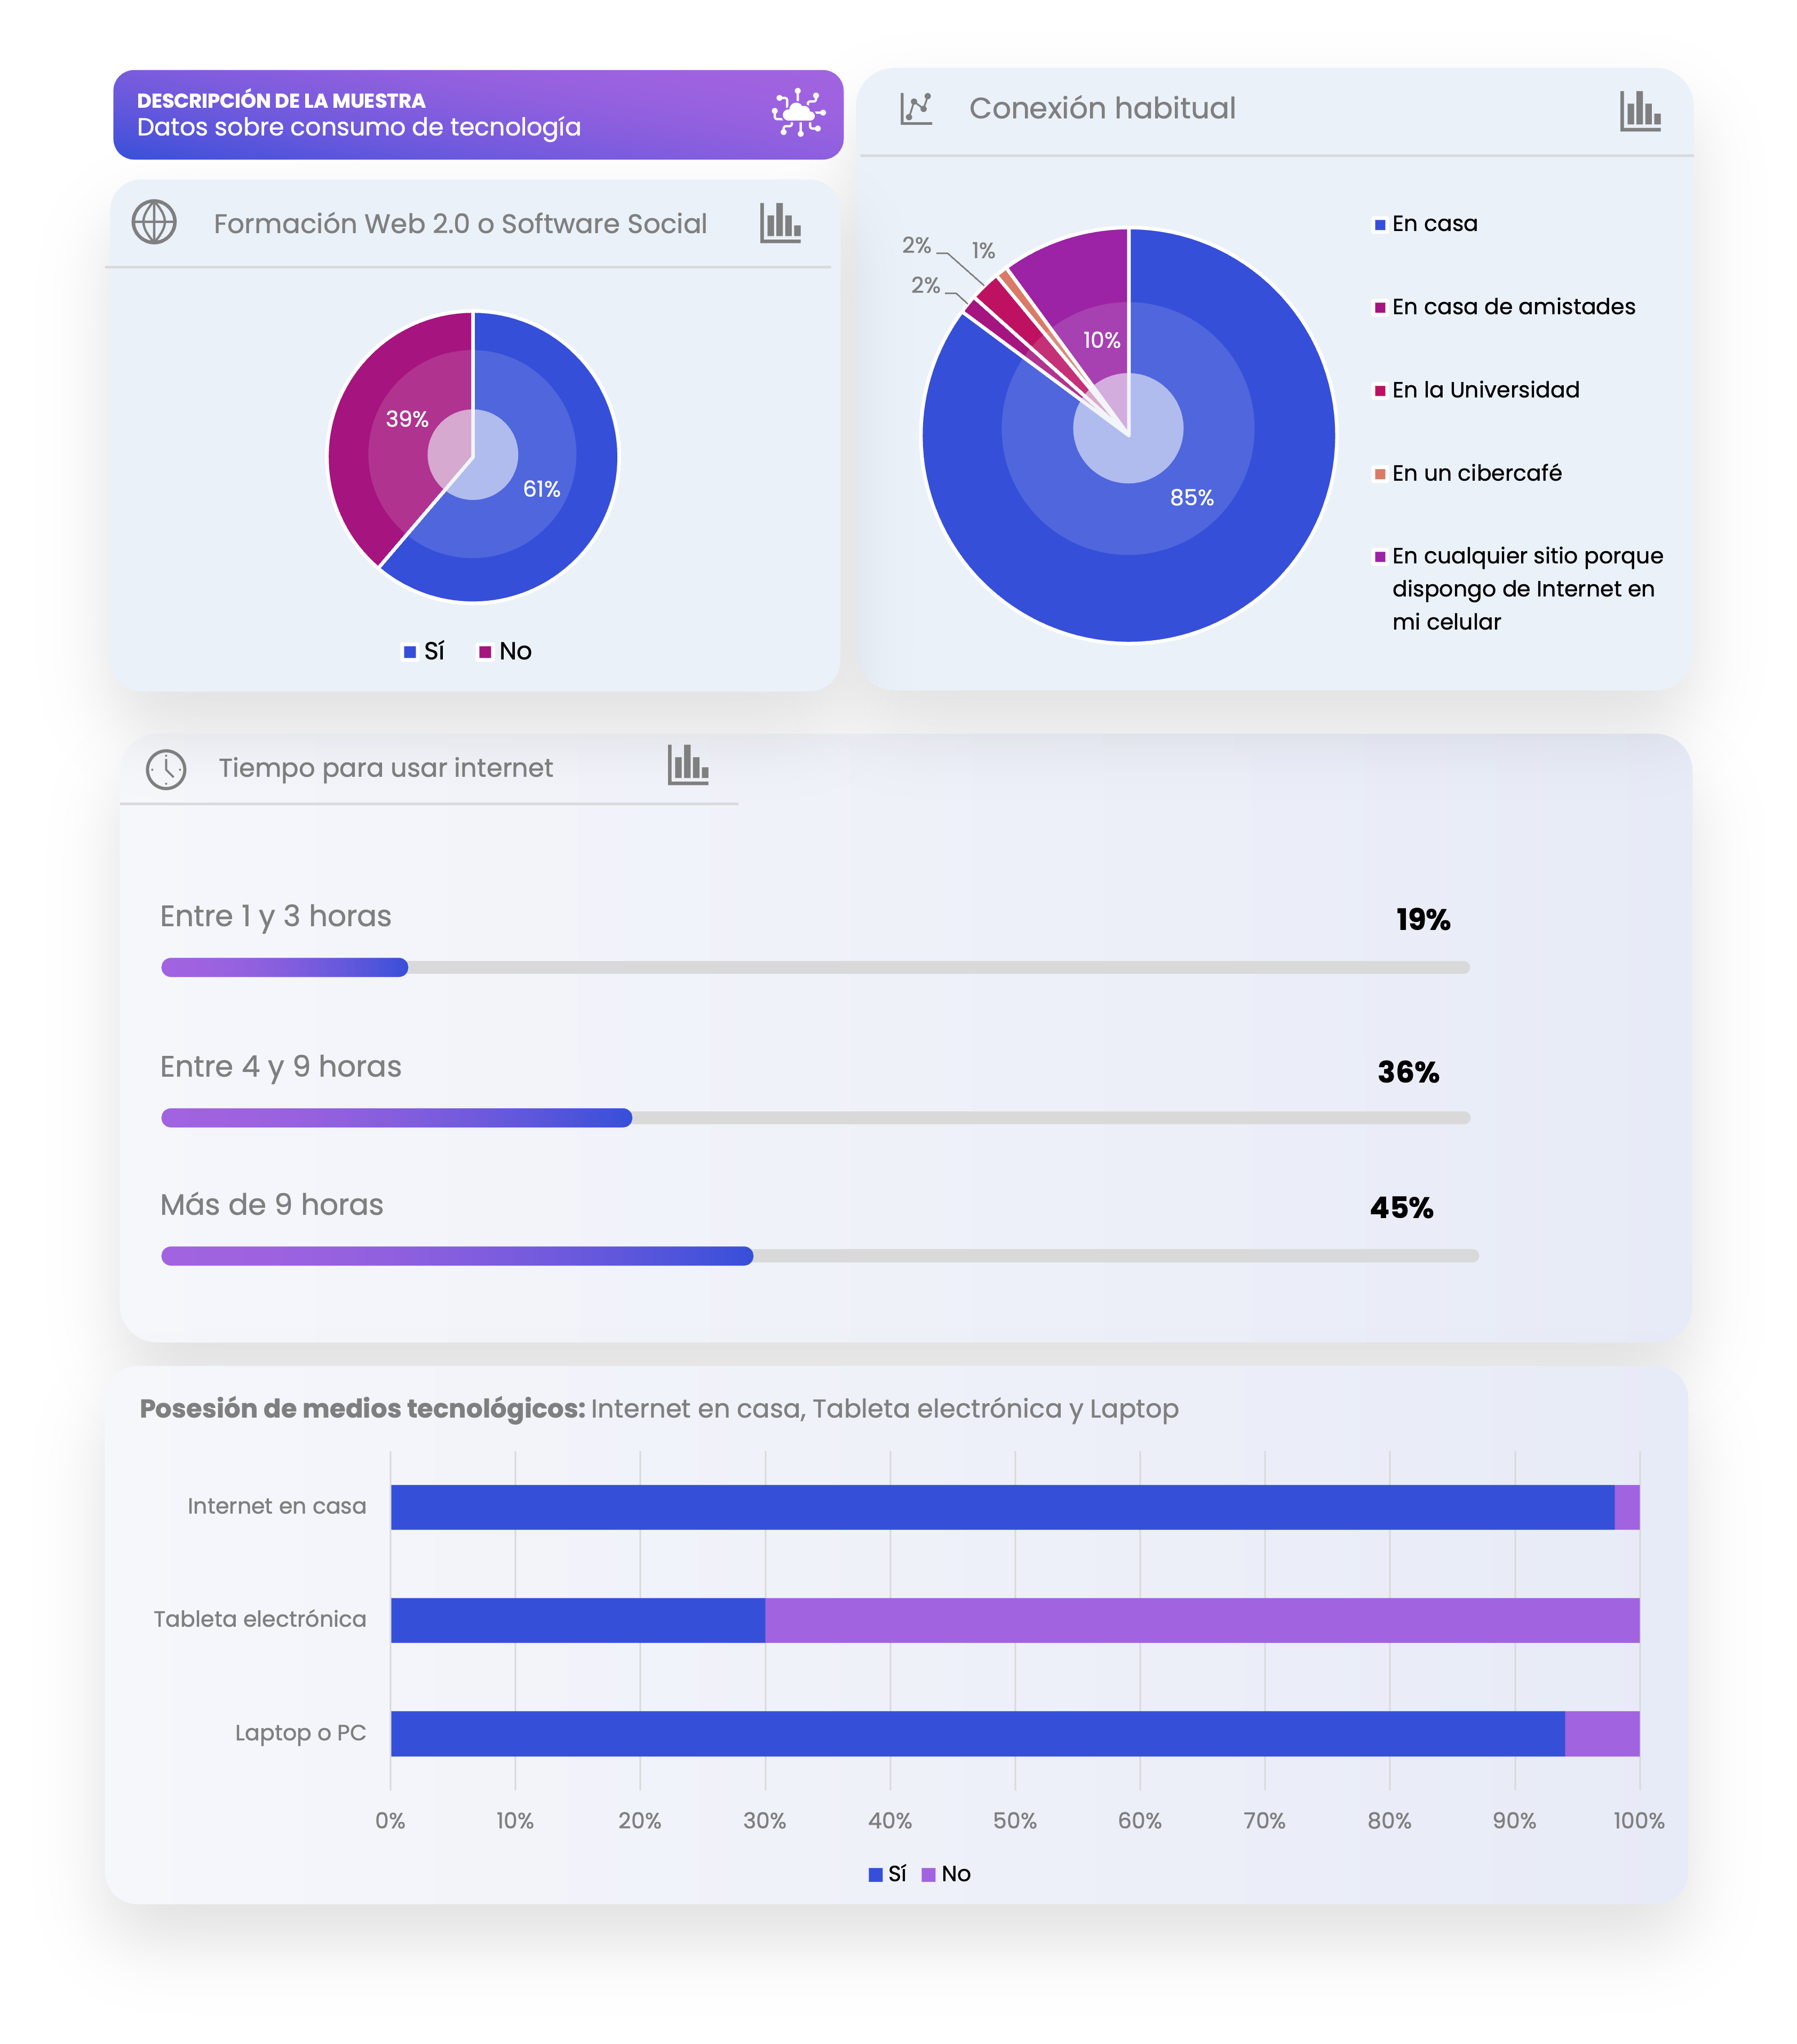 DESCRIPCIÓN DE LA MUESTRA
Datos sobre consumo de tecnología
Formación Web 2.0 o Software Social
39%
61%
Sí
No
Conexión habitual
2%
1%
2%
10%
85%
En casa
En casa de amistades
En la Universidad
En un cibercafé
En cualquier sitio porque
dispongo de Internet en
mi celular
Tiempo para usar internet
Entre 1 y 3 horas
19%
Entre 4 y 9 horas
36%
Más de 9 horas
45%
Posesión de medios tecnológicos: Internet en casa, Tableta electrónica y Laptop
Internet en casa
Tableta electrónica
Laptop o PC
0% 10% 20% 30% 40% 50% 60% 70% 80% 90% 100%
Sí No